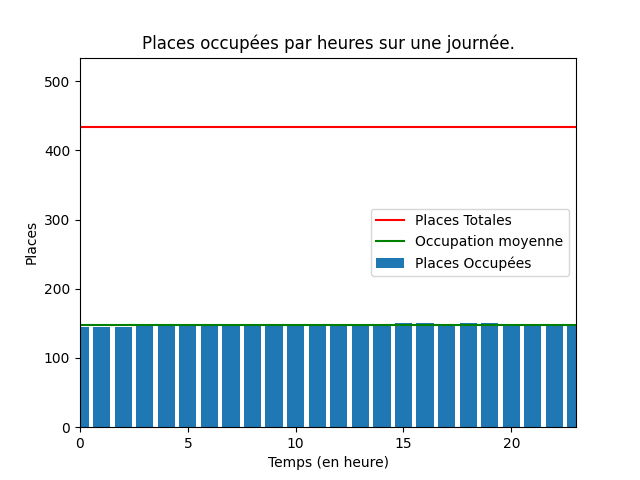 Places occupées par heures sur une journée.
Places
500
400
300
200
100
0
Places Totales
Occupation moyenne
Places Occupées
0 5 10 15 20
Temps (en heure)